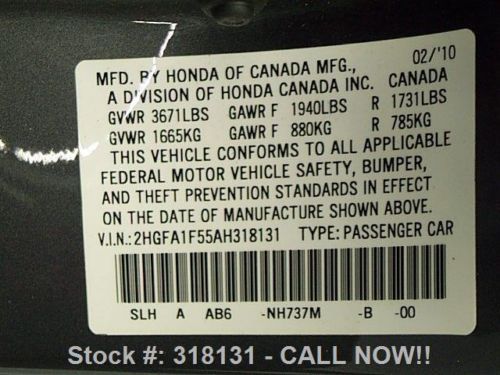 02/'10
MFD. BY HONDA OF CANADA MFG.,
A DIVISION OF HONDA CANADA INC. CANADA
GVWR 3671LBS GAWR F 1940LBS R 1731LBS
GVWR 1665KG GAWR F 880KG R 785KG
THIS VEHICLE CONFORMS TO ALL APPLICABLE
FEDERAL MOTOR VEHICLE SAFETY, BUMPER,
AND THEFT PREVENTION STANDARDS IN EFFECT
ON THE DATE OF MANUFACTURE SHOWN ABOVE.
V.I.N.:2HGFA1F55AH318131 TYPE:PASSENGER CAR
SLH A AB6 -NH737M -B -00
Stock #: 318131 - CALL NOW!!